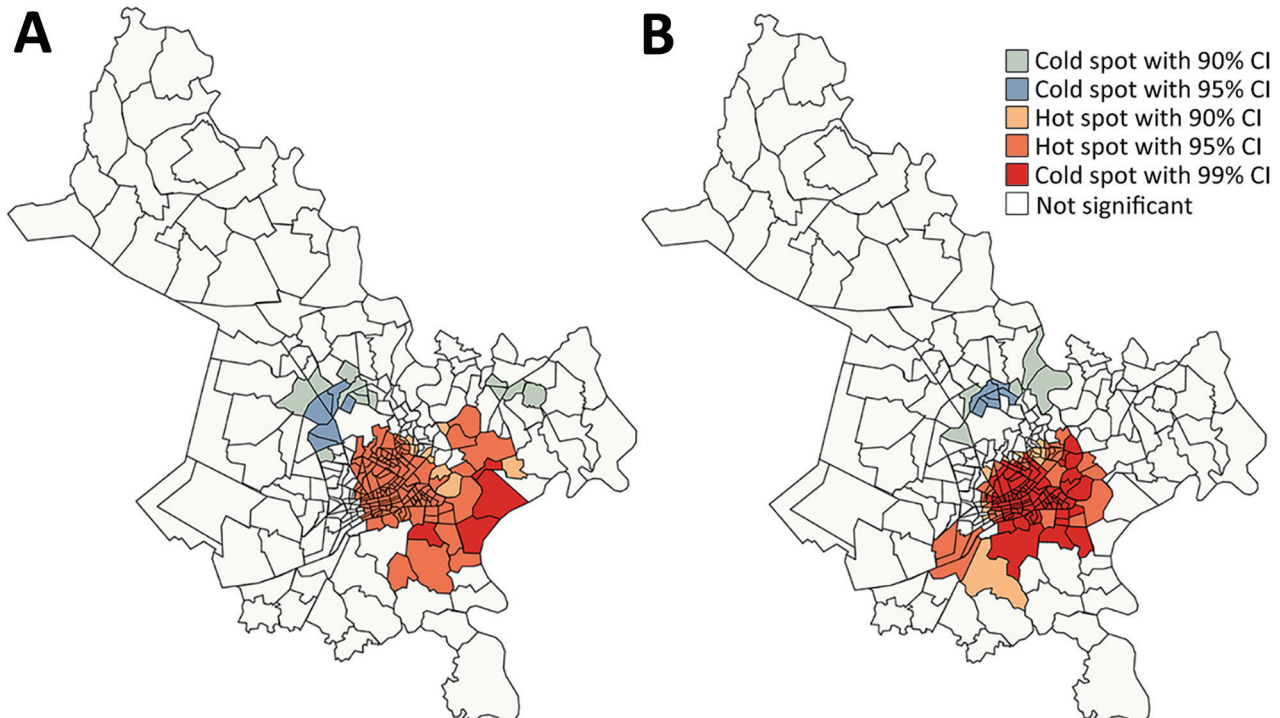 A
B
Cold spot with 90% CI
Cold spot with 95% CI
Hot spot with 90% CI
Hot spot with 95% CI
Cold spot with 99% CI
Not significant